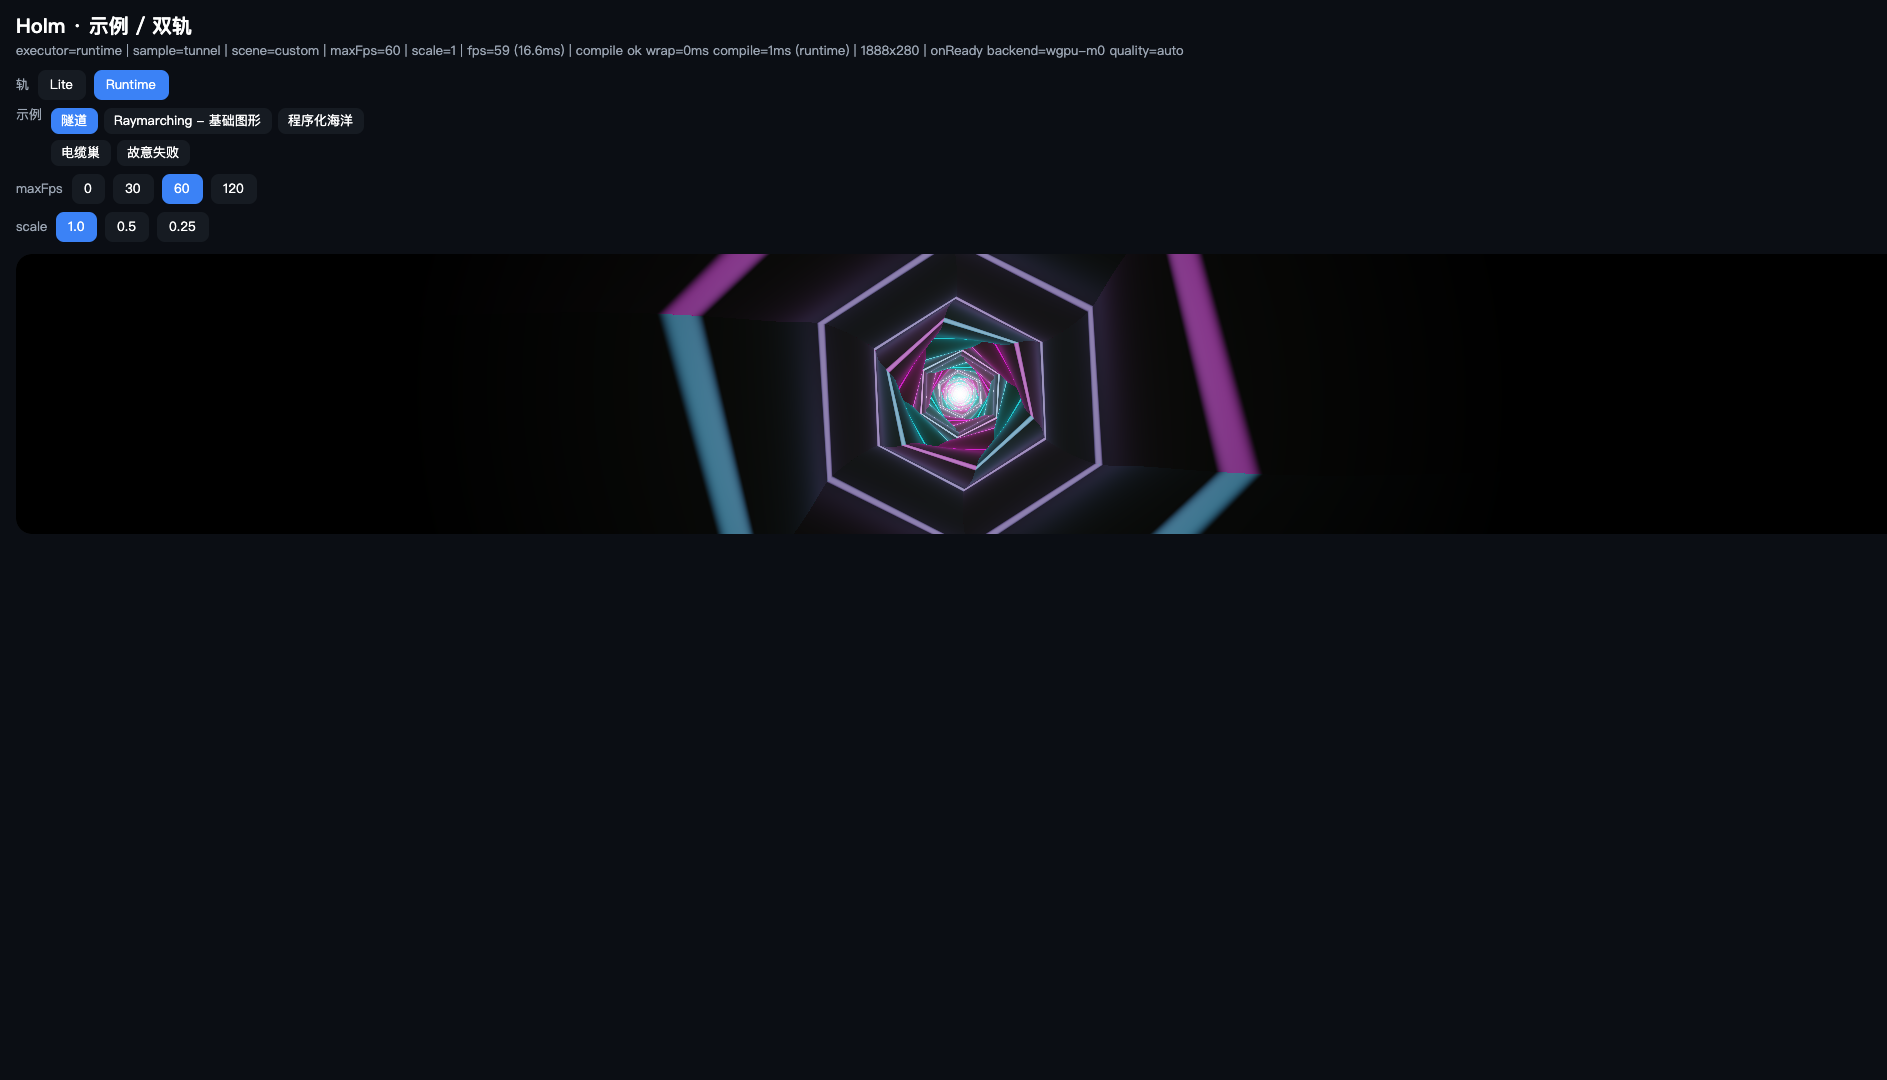 Holm · 示例 / 双轨
executor=runtime | sample=tunnel | scene=custom | maxFps=60 | scale=1 | fps=59 (16.6ms) | compile ok wrap=0ms compile=1ms (runtime) | 1888x280 | onReady backend=wgpu-m0 quality=auto
轨 Lite Runtime
示例 隧道 Raymarching – 基础图形 程序化海洋
电缆巢 故意失败
maxFps 0 30 60 120
scale 1.0 0.5 0.25